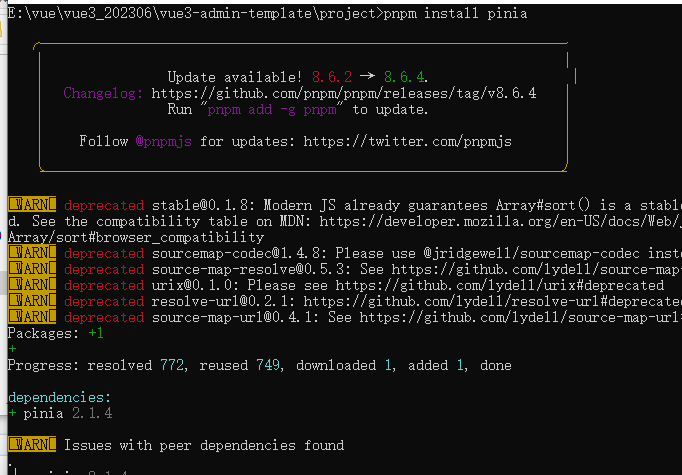 E:\vue\vue3_202306\vue3-admin-template\project>pnpm install pinia
Update available! 8.6.2 → 8.6.4.
Changelog: https://github.com/pnpm/pnpm/releases/tag/v8.6.4
Run "pnpm add -g pnpm" to update.
Follow @pnpmjs for updates: https://twitter.com/pnpmjs
WARN deprecated stable@0.1.8: Modern JS already guarantees Array#sort() is a stabl
d. See the compatibility table on MDN: https://developer.mozilla.org/en-US/docs/Web/
Array/sort#browser_compatibility
WARN deprecated sourcemap-codec@1.4.8: Please use @jridgewell/sourcemap-codec inst
WARN deprecated source-map-resolve@0.5.3: See https://github.com/lydell/source-map-
WARN deprecated urix@0.1.0: Please see https://github.com/lydell/urix#deprecated
WARN deprecated resolve-url@0.2.1: https://github.com/lydell/resolve-url#deprecate
WARN deprecated source-map-url@0.4.1: See https://github.com/lydell/source-map-url
Packages: +1
+
Progress: resolved 772, reused 749, downloaded 1, added 1, done
dependencies:
+ pinia 2.1.4
WARN Issues with peer dependencies found
.